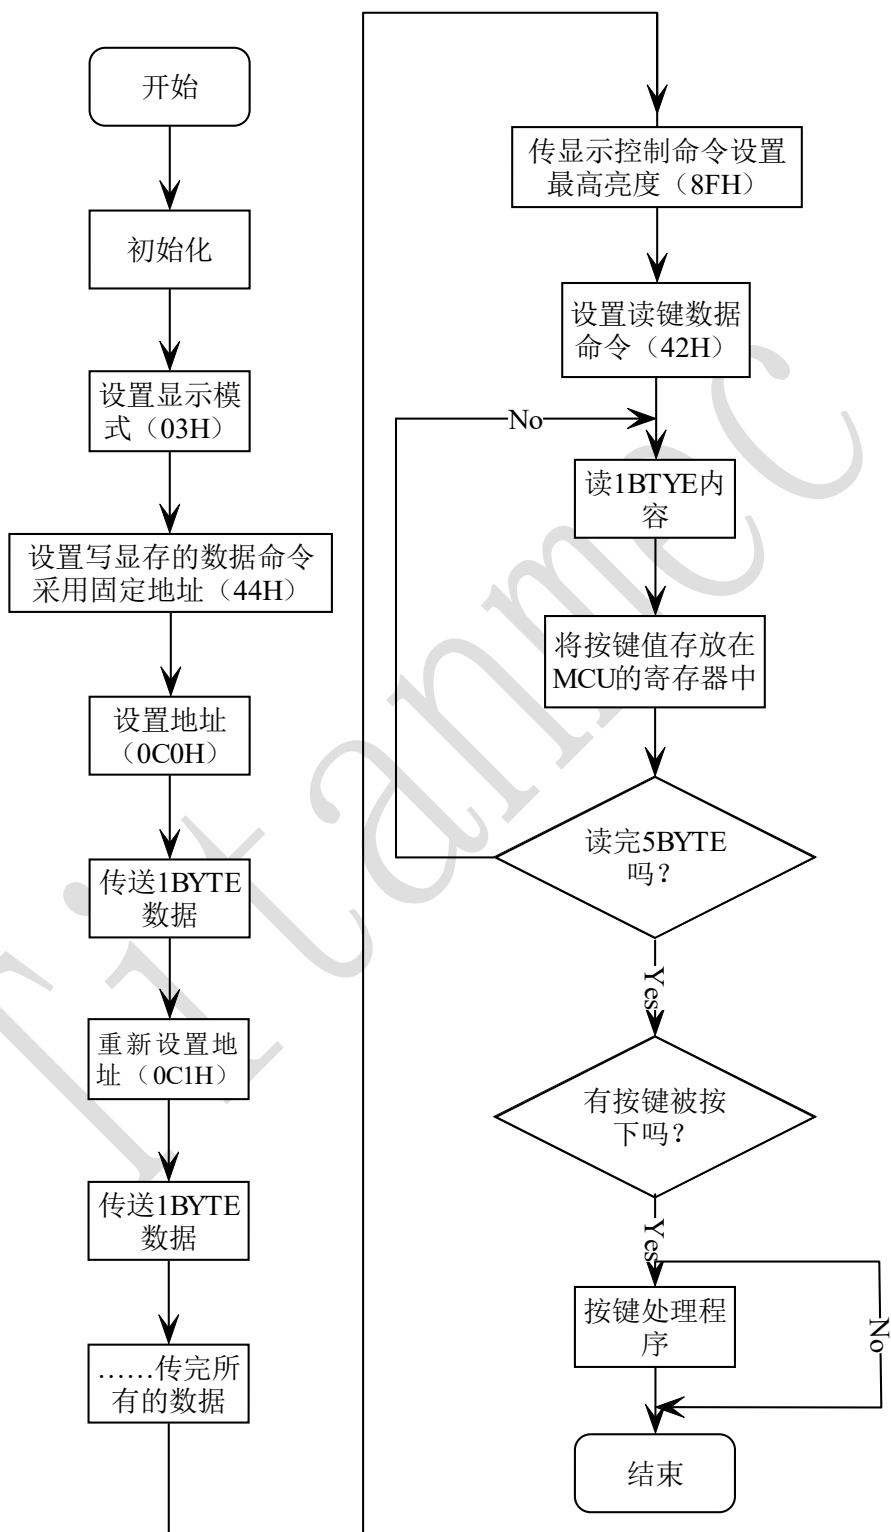 开始
初始化
设置显示模
式（03H）
设置写显存的数据命令
采用固定地址（44H）
设置地址
（0C0H）
传送1BYTE
数据
重新设置地
址（0C1H）
传送1BYTE
数据
……传完所
有的数据
传显示控制命令设置
最高亮度（8FH）
设置读键数据
命令（42H）
No
读1BTYE内
容
将按键值存放在
MCU的寄存器中
读完5BYTE
吗？
Yes
有按键被按
下吗？
Yes
按键处理程
序
No
结束
Titanmec